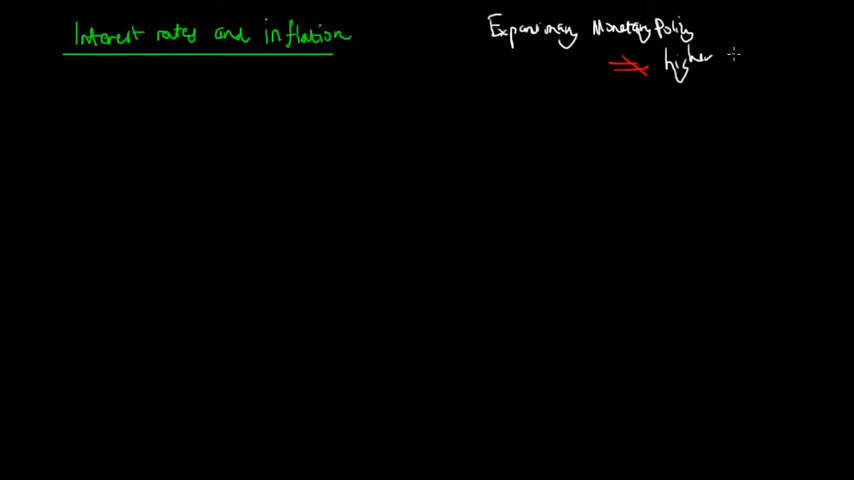 Interest rates and inflation
Expansionary Monetary Policy
⇒ higher